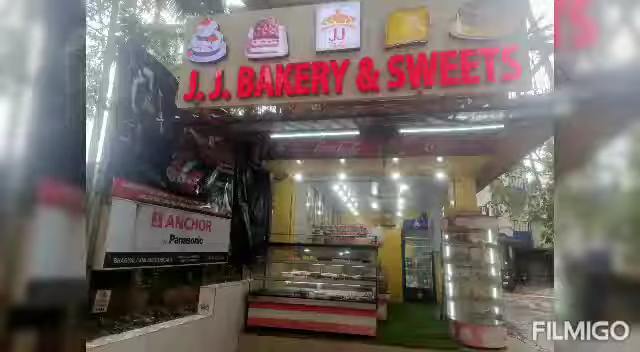 JJ
J. J. BAKERY & SWEETS
ANCHOR
by Panasonic
FILMIGO